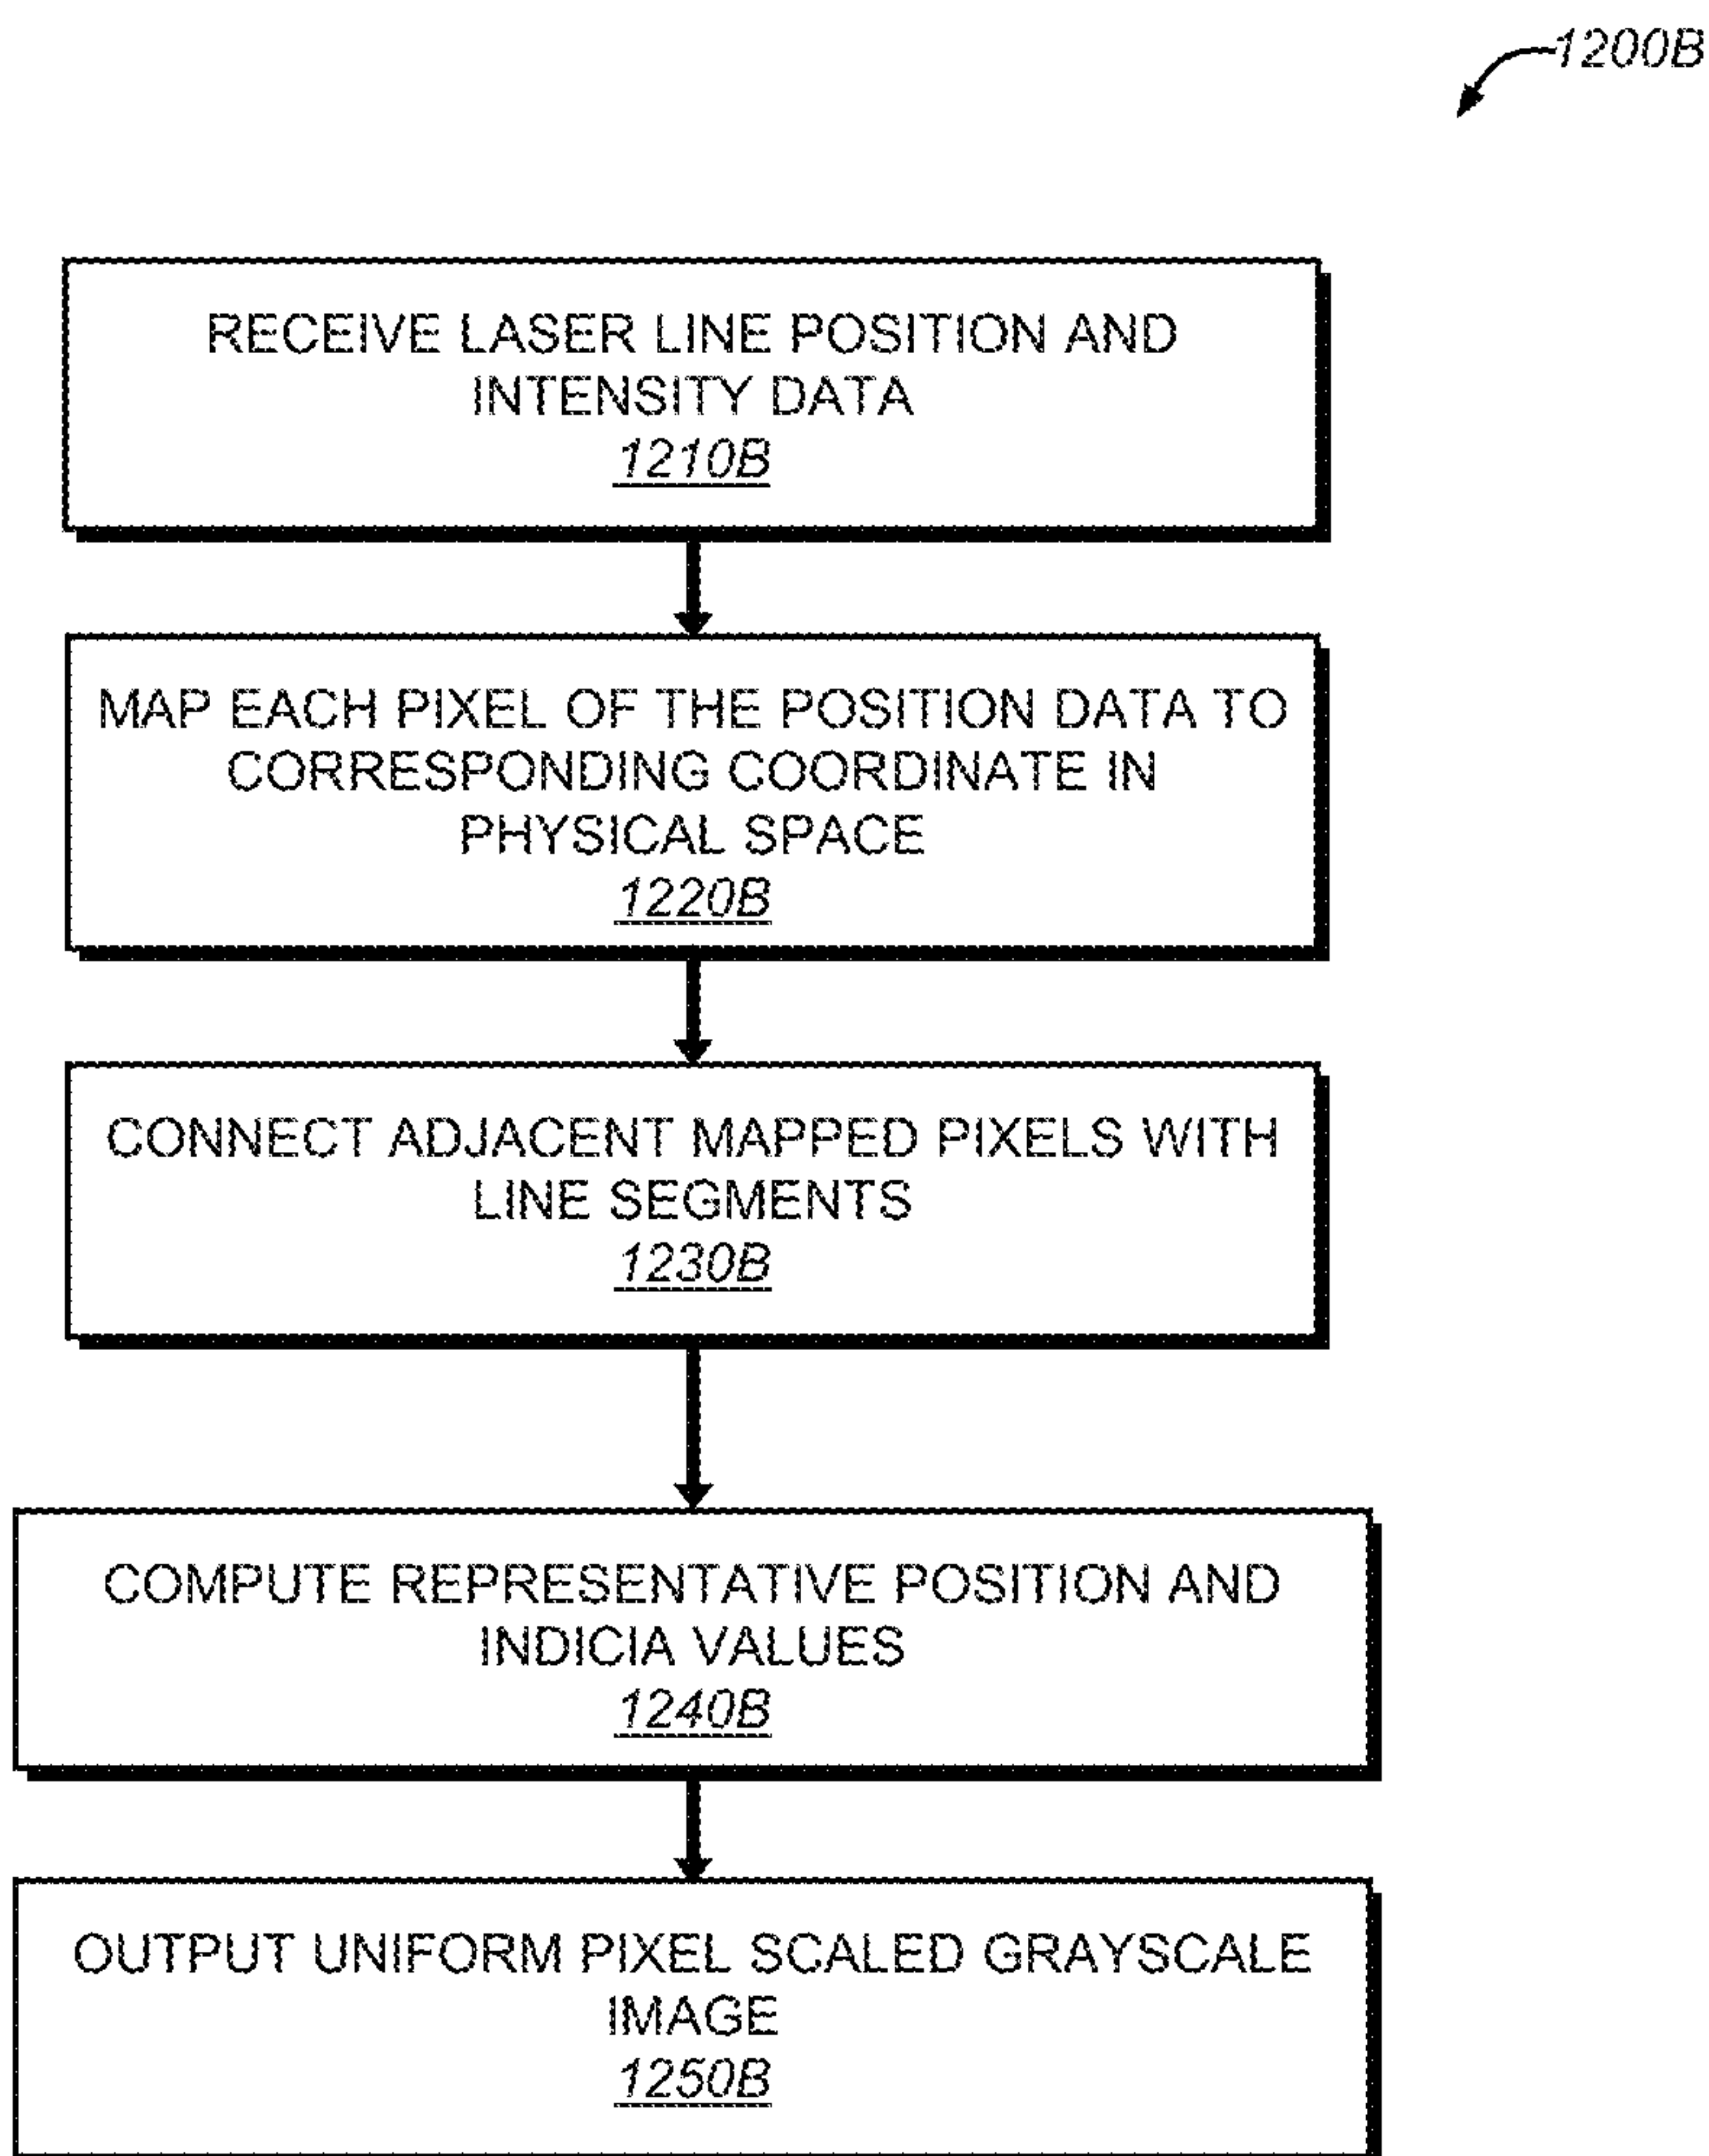 1200B
RECEIVE LASER LINE POSITION AND
INTENSITY DATA
1210B
MAP EACH PIXEL OF THE POSITION DATA TO
CORRESPONDING COORDINATE IN
PHYSICAL SPACE
1220B
CONNECT ADJACENT MAPPED PIXELS WITH
LINE SEGMENTS
1230B
COMPUTE REPRESENTATIVE POSITION AND
INDICIA VALUES
1240B
OUTPUT UNIFORM PIXEL SCALED GRAYSCALE
IMAGE
1250B